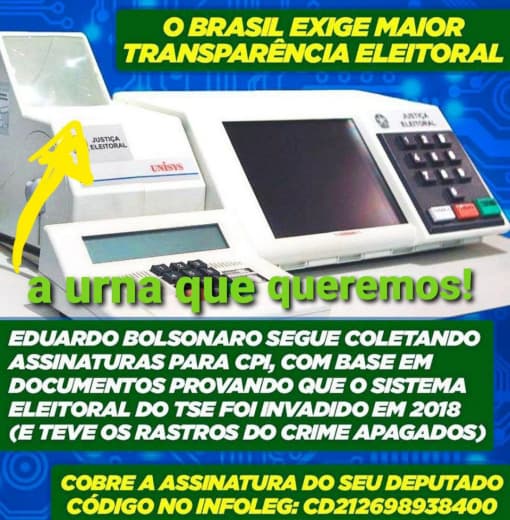 O BRASIL EXIGE MAIOR
TRANSPARÊNCIA ELEITORAL
JUSTIÇA
ELEITORAL
JUSTIÇA
ELEITORAL
UNISYS
a urna que queremos!
EDUARDO BOLSONARO SEGUE COLETANDO
ASSINATURAS PARA CPI, COM BASE EM
DOCUMENTOS PROVANDO QUE O SISTEMA
ELEITORAL DO TSE FOI INVADIDO EM 2018
(E TEVE OS RASTROS DO CRIME APAGADOS)
COBRE A ASSINATURA DO SEU DEPUTADO
CÓDIGO NO INFOLEG: CD212698938400